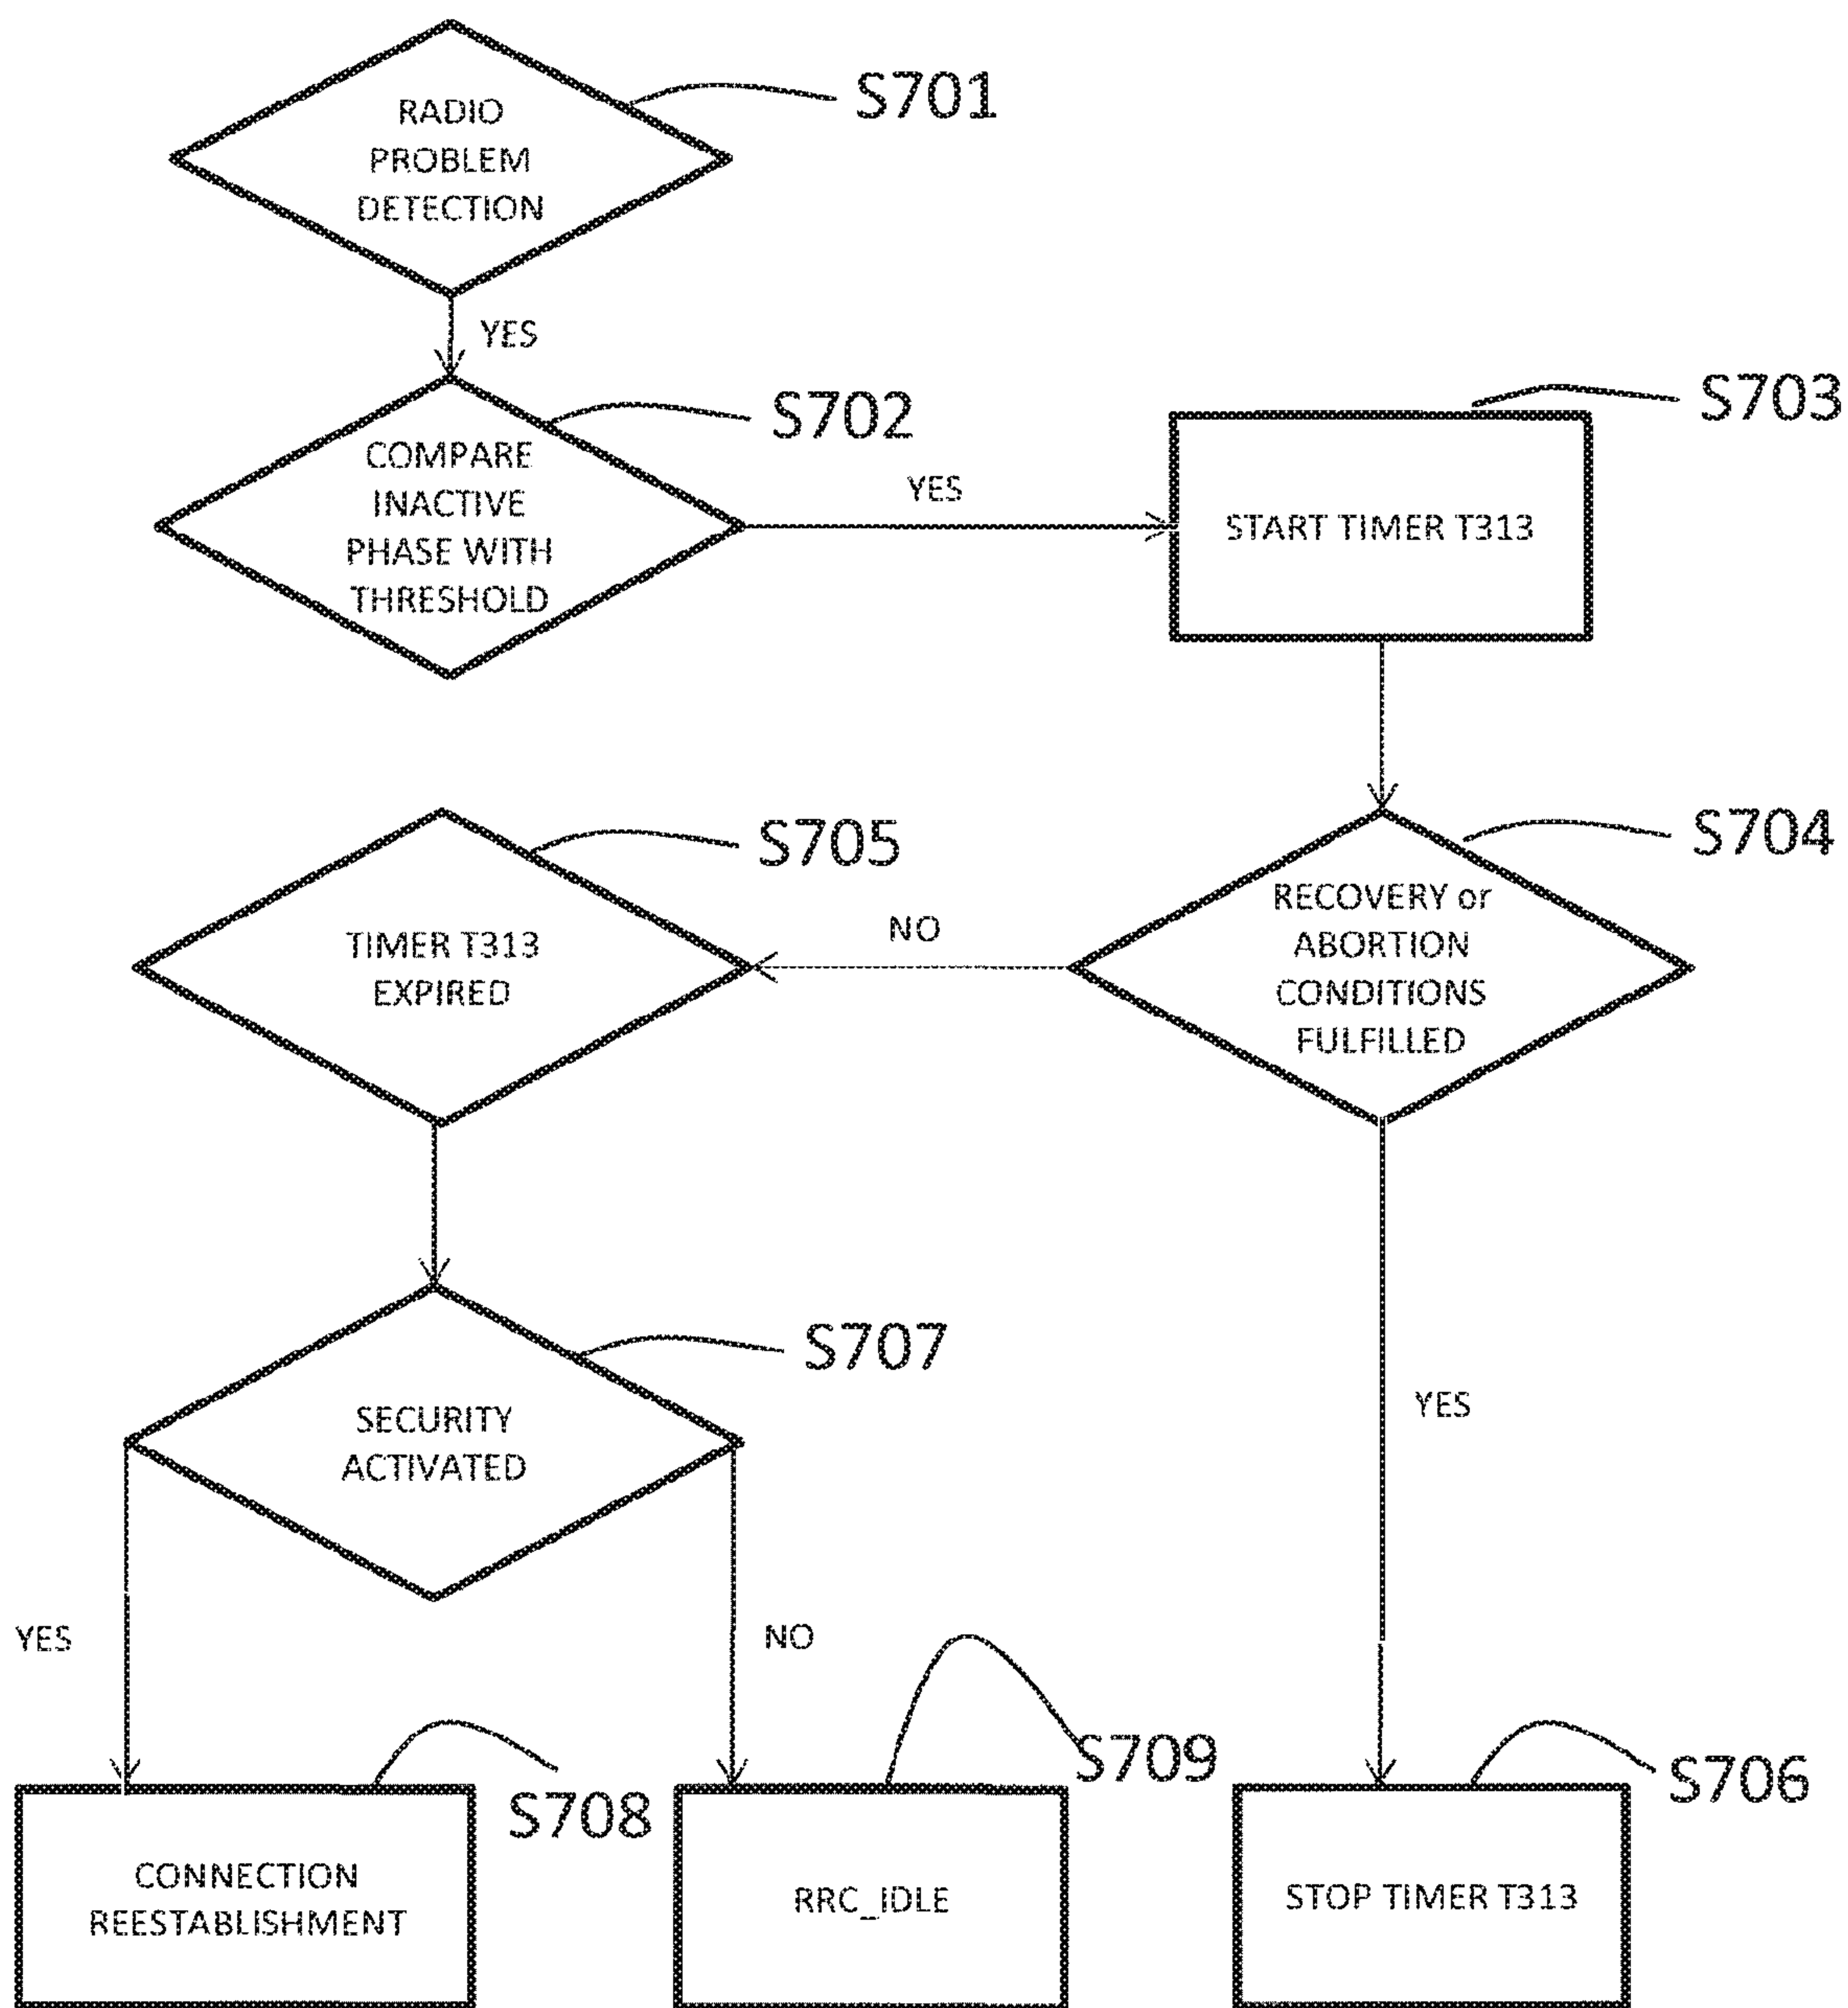 S701
RADIO
PROBLEM
DETECTION
YES
S702
COMPARE
INACTIVE
PHASE WITH
THRESHOLD
YES
S703
START TIMER T313
S704
RECOVERY or
ABORTION
CONDITIONS
FULFILLED
NO
S705
TIMER T313
EXPIRED
S707
SECURITY
ACTIVATED
YES
NO
YES
S708
CONNECTION
REESTABLISHMENT
S709
RRC_IDLE
S706
STOP TIMER T313